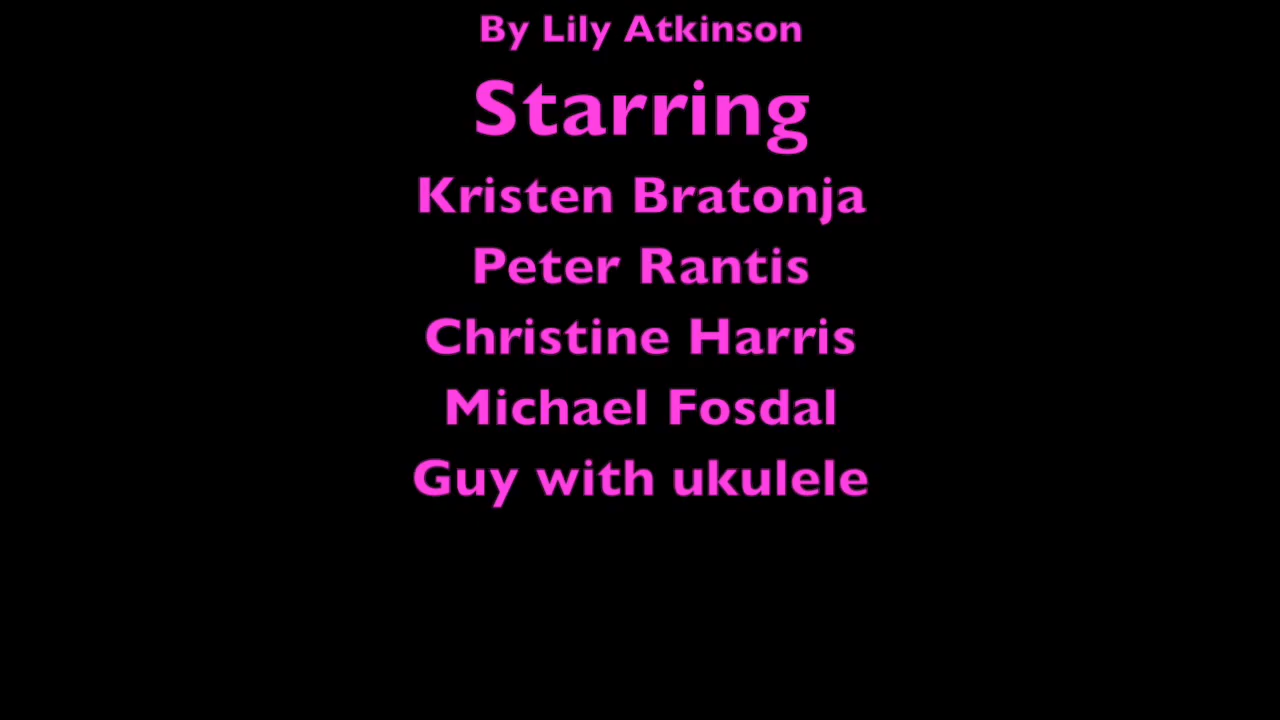 By Lily Atkinson
Starring
Kristen Bratonja
Peter Rantis
Christine Harris
Michael Fosdal
Guy with ukulele